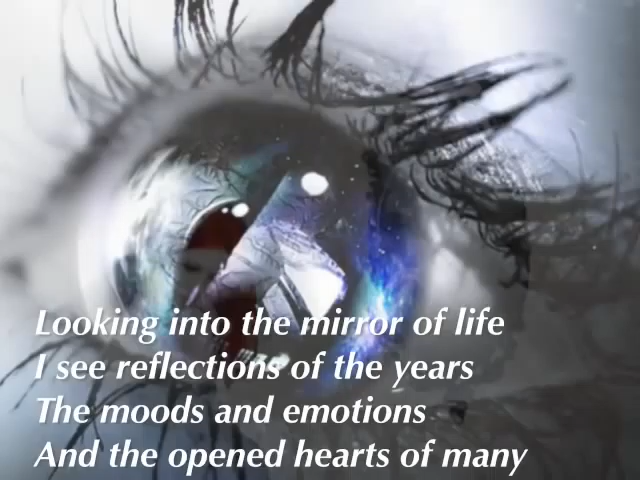 Looking into the mirror of life
I see reflections of the years
The moods and emotions
And the opened hearts of many